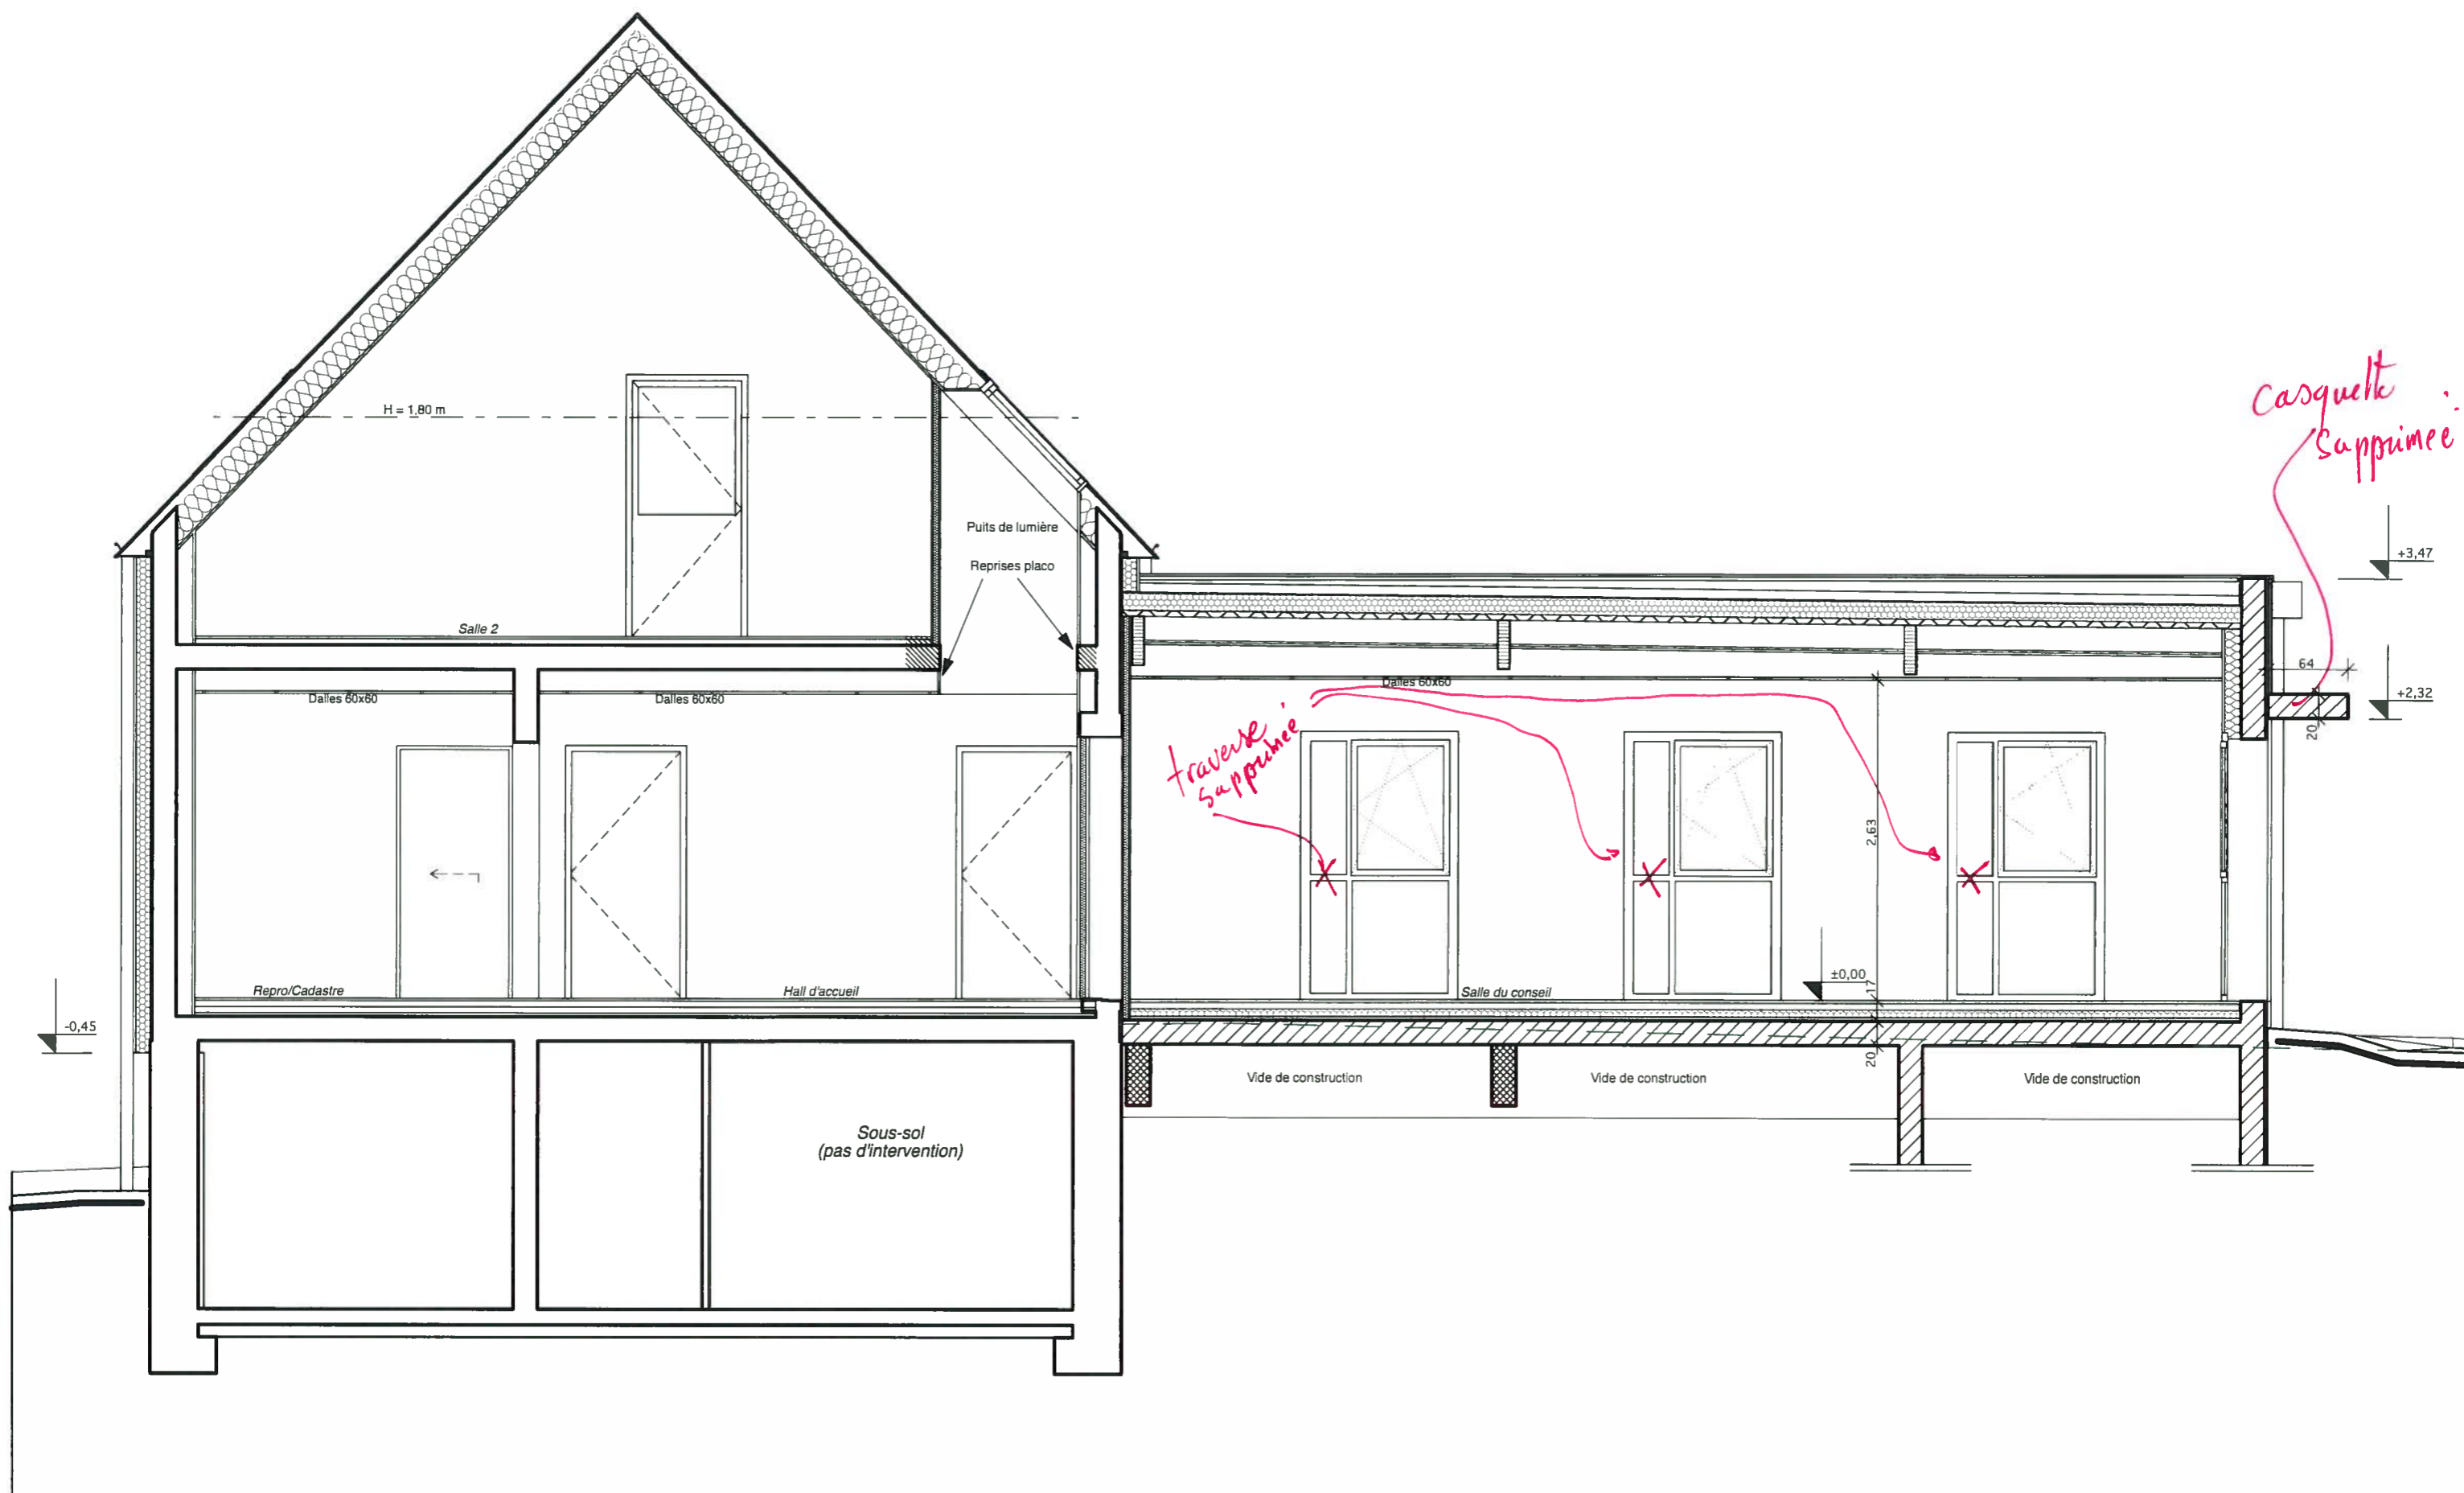 Casquette
supprimée
H = 1,80 m
Puits de lumière
+3,47
Reprises placo
Salle 2
64
Dalles 60x60
Dalles 60x60
Dalles 60x60
+2,32
20
traverse
supprimée
2,63
±0,00
17
Repro/Cadastre
Hall d'accueil
Salle du conseil
-0,45
20
Vide de construction
Vide de construction
Vide de construction
Sous-sol
(pas d'intervention)